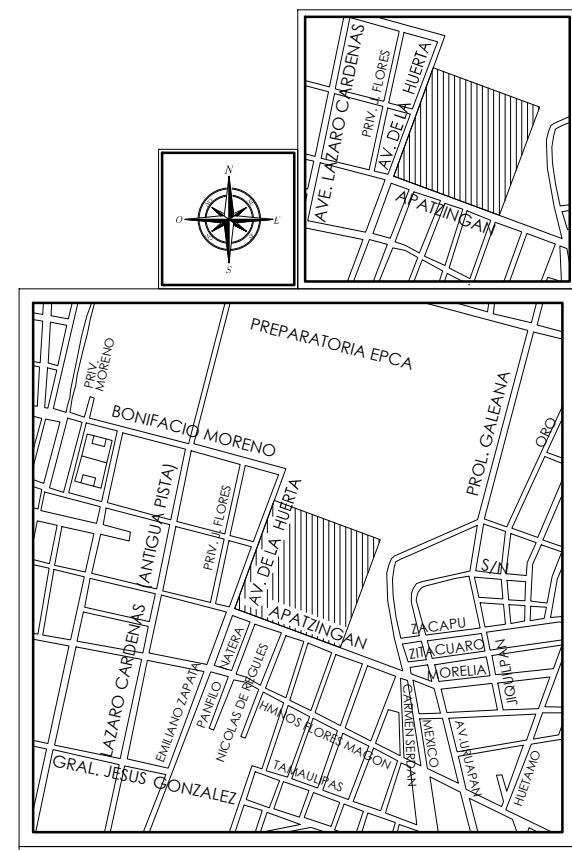 AVE. LAZARO CARDENAS
PRIV. J. FLORES
AV. DE LA HUERTA
APATZINGAN
N
O
E
S
PREPARATORIA EPCA
PRIV.
MORENO
BONIFACIO MORENO
PROL. GALEANA
ORO
LAZARO CARDENAS (ANTIGUA PISTA)
PRIV. J. FLORES
AV. DE LA HUERTA
APATZINGAN
S/N
ZACAPU
ZITACUARO
MORELIA
JIQUILPAN
EMILIANO ZAPATA
PANFILO NATERA
NICOLAS DE REGULES
HMNOS FLORES MAGON
CARMEN SERDAN
MEXICO
AV. URUAPAN
HUETAMO
TAMAULIPAS
GRAL. JESUS GONZALEZ